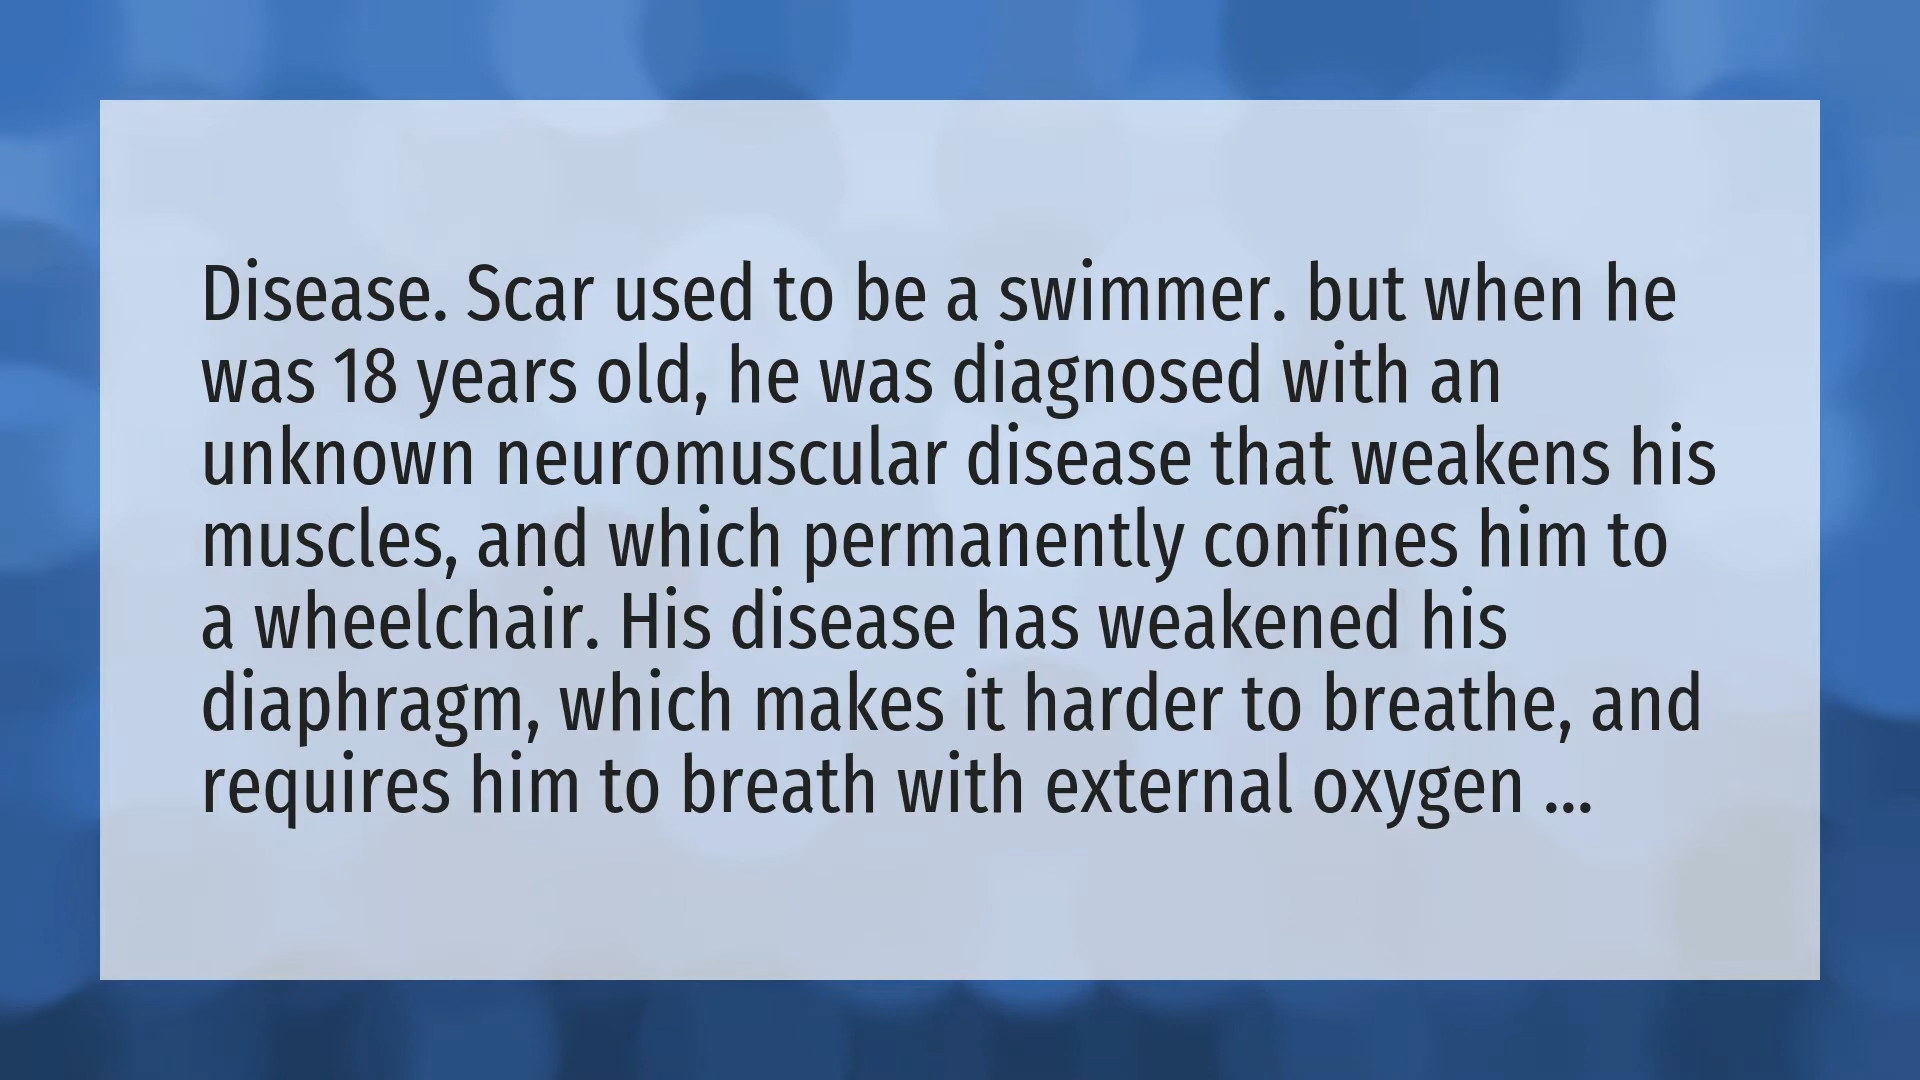 Disease. Scar used to be a swimmer. but when he
was 18 years old, he was diagnosed with an
unknown neuromuscular disease that weakens his
muscles, and which permanently confines him to
a wheelchair. His disease has weakened his
diaphragm, which makes it harder to breathe, and
requires him to breath with external oxygen ...